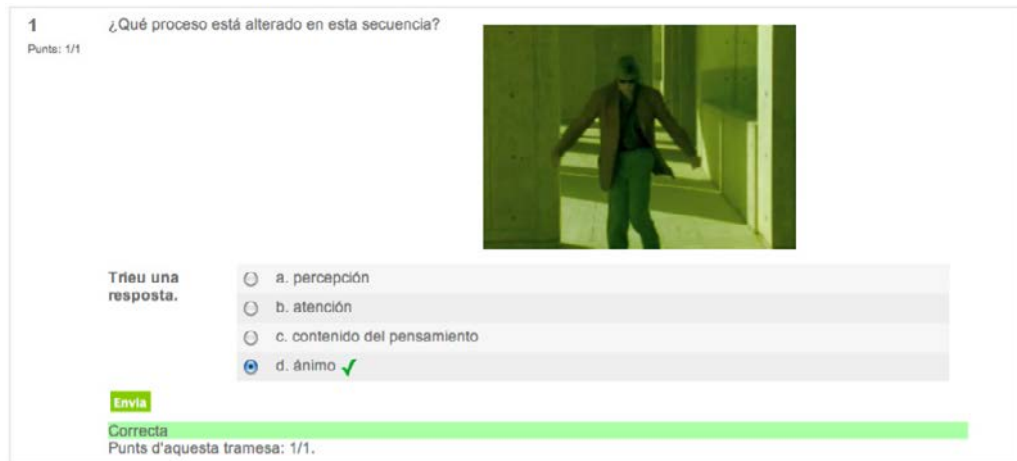 1
¿Qué proceso está alterado en esta secuencia?
Punts: 1/1
Trieu una
resposta.
a. percepción
b. atención
c. contenido del pensamiento
d. ánimo
Envia
Correcta
Punts d'aquesta tramesa: 1/1.